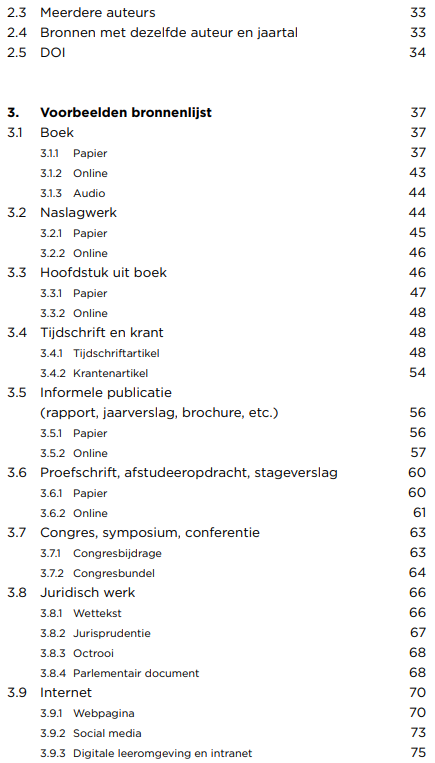 2.3 Meerdere auteurs 33
2.4 Bronnen met dezelfde auteur en jaartal 33
2.5 DOI 34
3. Voorbeelden bronnenlijst 37
3.1 Boek 37
3.1.1 Papier 37
3.1.2 Online 43
3.1.3 Audio 44
3.2 Naslagwerk 44
3.2.1 Papier 45
3.2.2 Online 46
3.3 Hoofdstuk uit boek 46
3.3.1 Papier 47
3.3.2 Online 48
3.4 Tijdschrift en krant 48
3.4.1 Tijdschriftartikel 48
3.4.2 Krantenartikel 54
3.5 Informele publicatie
(rapport, jaarverslag, brochure, etc.) 56
3.5.1 Papier 56
3.5.2 Online 57
3.6 Proefschrift, afstudeeropdracht, stageverslag 60
3.6.1 Papier 60
3.6.2 Online 61
3.7 Congres, symposium, conferentie 63
3.7.1 Congresbijdrage 63
3.7.2 Congresbundel 64
3.8 Juridisch werk 66
3.8.1 Wettekst 66
3.8.2 Jurisprudentie 67
3.8.3 Octrooi 68
3.8.4 Parlementair document 68
3.9 Internet 70
3.9.1 Webpagina 70
3.9.2 Social media 73
3.9.3 Digitale leeromgeving en intranet 75